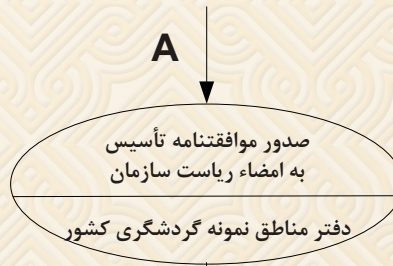 A
صدور موافقتنامه تأسیس
به امضاء ریاست سازمان
دفتر مناطق نمونه گردشگری کشور